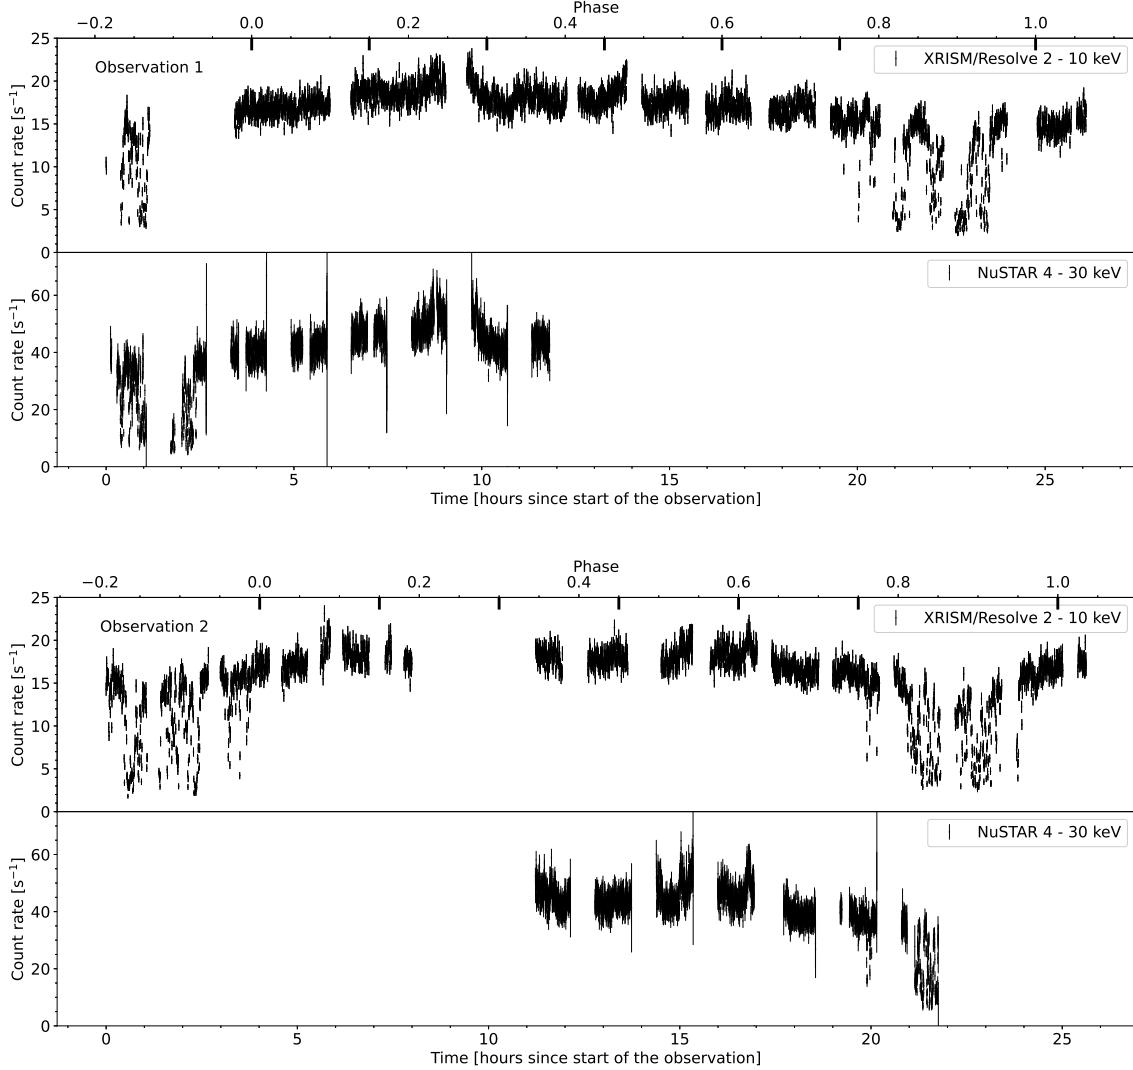 Phase
−0.2 0.0 0.2 0.4 0.6 0.8 1.0
Observation 1
XRISM/Resolve 2 - 10 keV
Count rate [s⁻¹]
25
20
15
10
5
0
NuSTAR 4 - 30 keV
Count rate [s⁻¹]
60
40
20
0
0 5 10 15 20 25
Time [hours since start of the observation]
Phase
−0.2 0.0 0.2 0.4 0.6 0.8 1.0
Observation 2
XRISM/Resolve 2 - 10 keV
Count rate [s⁻¹]
25
20
15
10
5
0
NuSTAR 4 - 30 keV
Count rate [s⁻¹]
60
40
20
0
0 5 10 15 20 25
Time [hours since start of the observation]